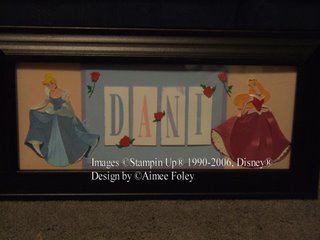 DANI
Images ©Stampin Up® 1990-2006, Disney®
Design by ©Aimee Foley